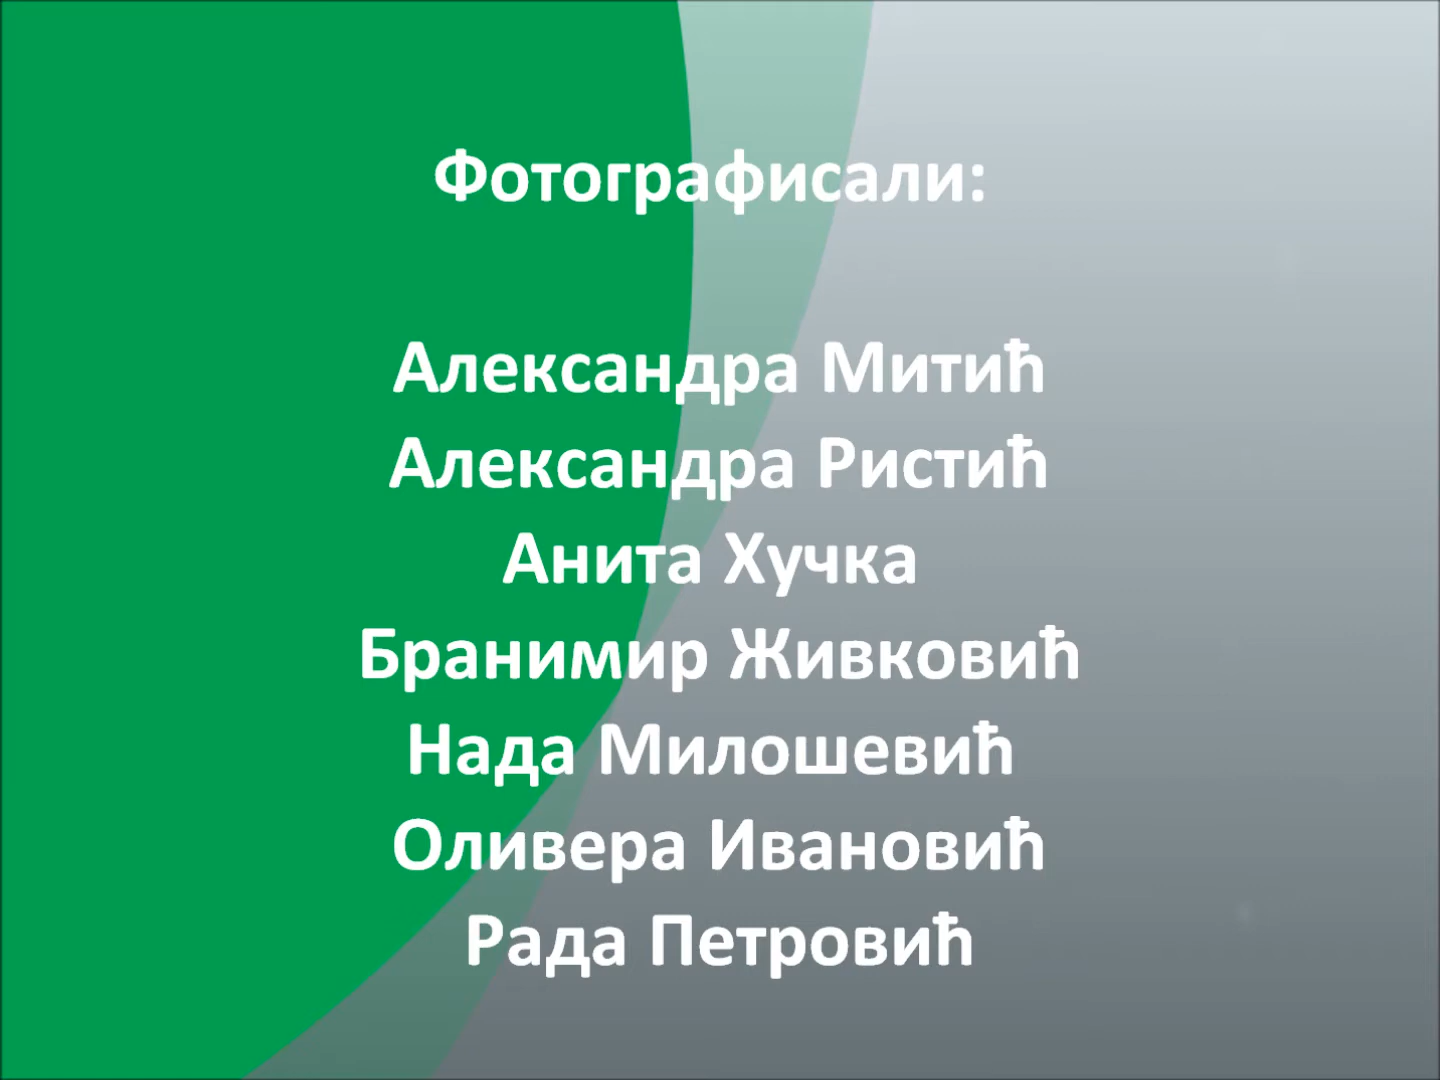 Фотографисали:
Александра Митић
Александра Ристић
Анита Хучка
Бранимир Живковић
Нада Милошевић
Оливера Ивановић
Рада Петровић